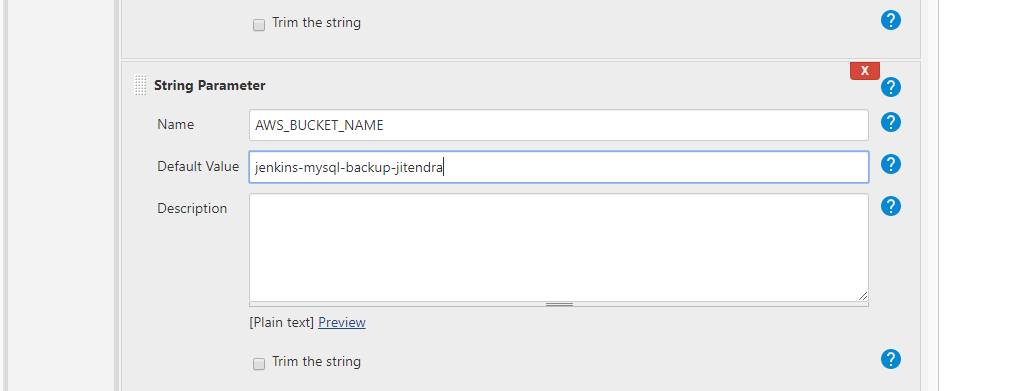 Trim the string
?
X
String Parameter
?
Name AWS_BUCKET_NAME ?
Default Value jenkins-mysql-backup-jitendra ?
Description ?
[Plain text] Preview
Trim the string ?